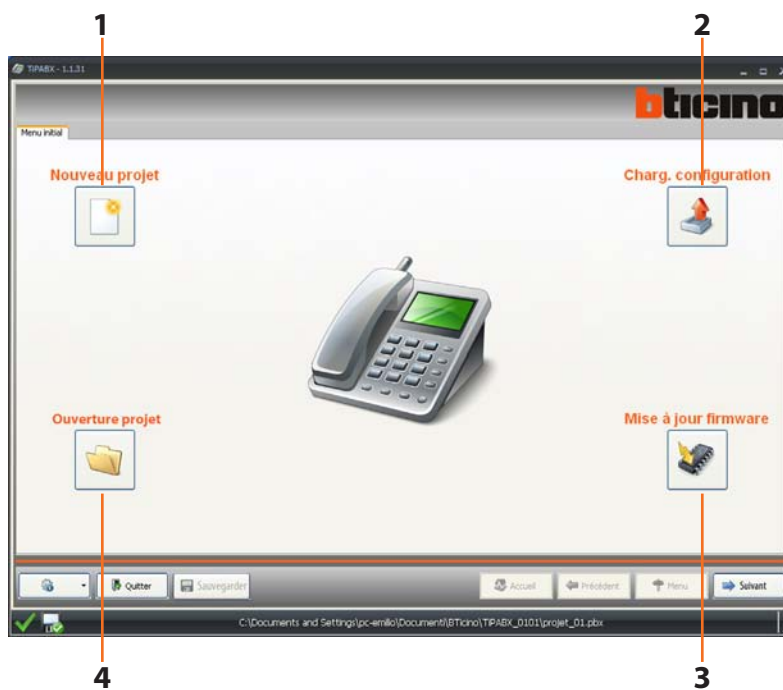 1 2
TiPABX - 1.1.31
bticino
Menu initial
Nouveau projet
Charg. configuration
Ouverture projet
Mise à jour firmware
Quitter
Sauvegarder
Accueil
Précédent
Menu
Suivant
C:\Documents and Settings\pc-emilio\Documenti\BTicino\TiPABX_0101\projet_01.pbx
4 3